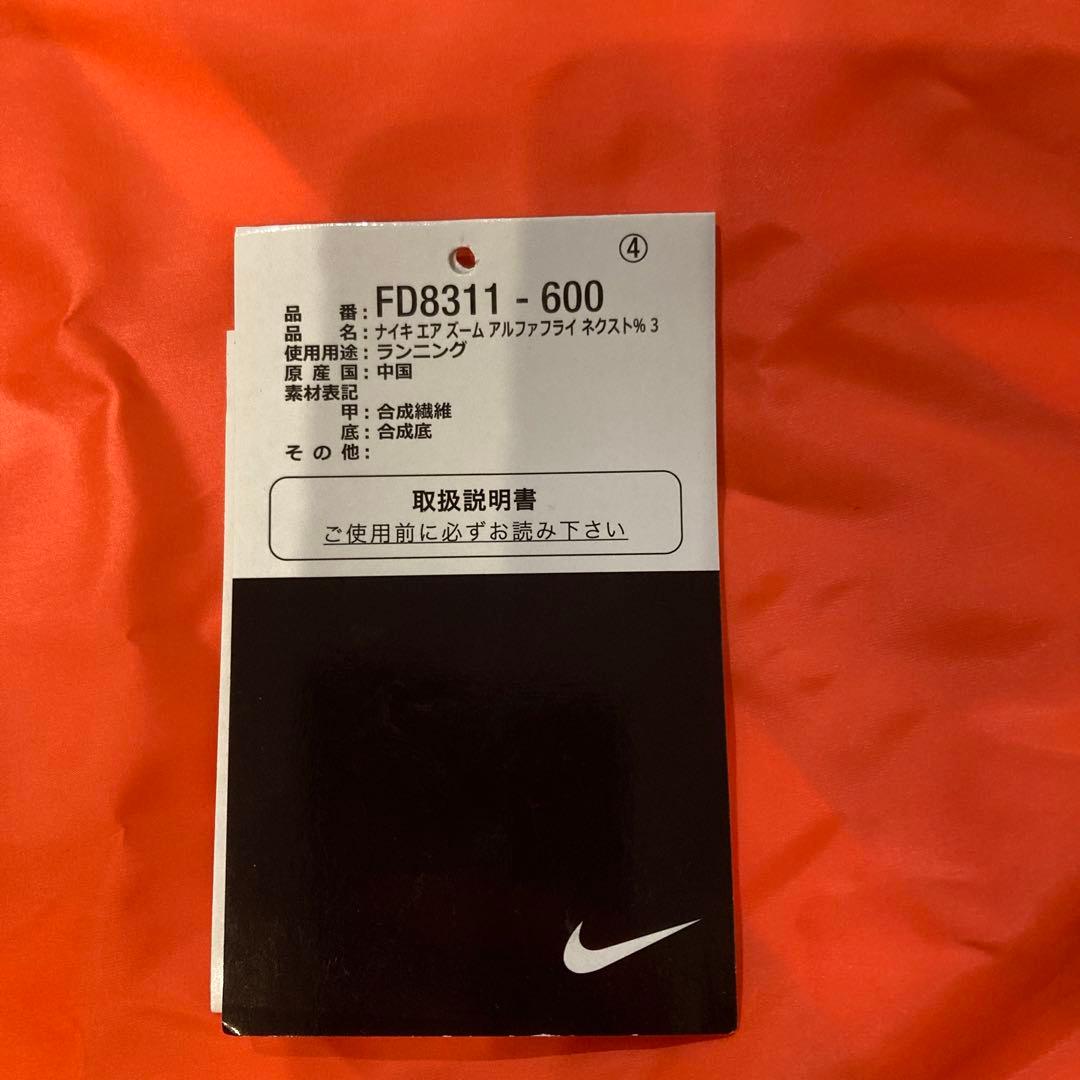 ④
品番: FD8311 - 600
品名: ナイキ エア ズーム アルファフライ ネクスト% 3
使用用途: ランニング
原産国: 中国
素材表記
甲: 合成繊維
底: 合成底
その他:
取扱説明書
ご使用前に必ずお読み下さい